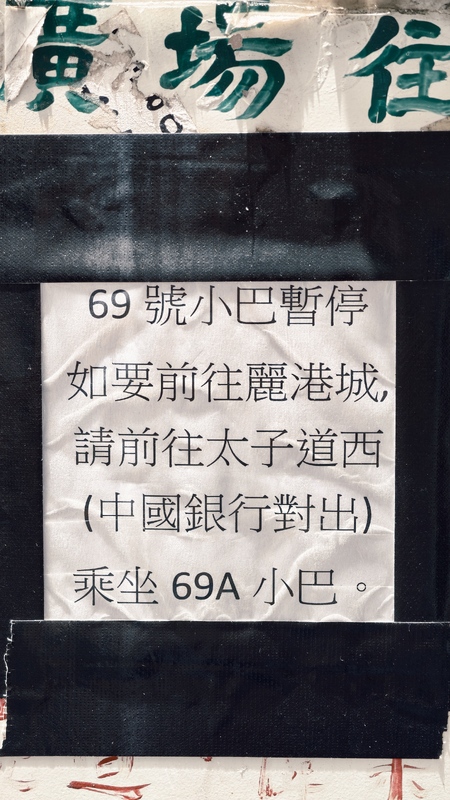 廣場往
69 號小巴暫停
如要前往麗港城,
請前往太子道西
(中國銀行對出)
乘坐 69A 小巴。